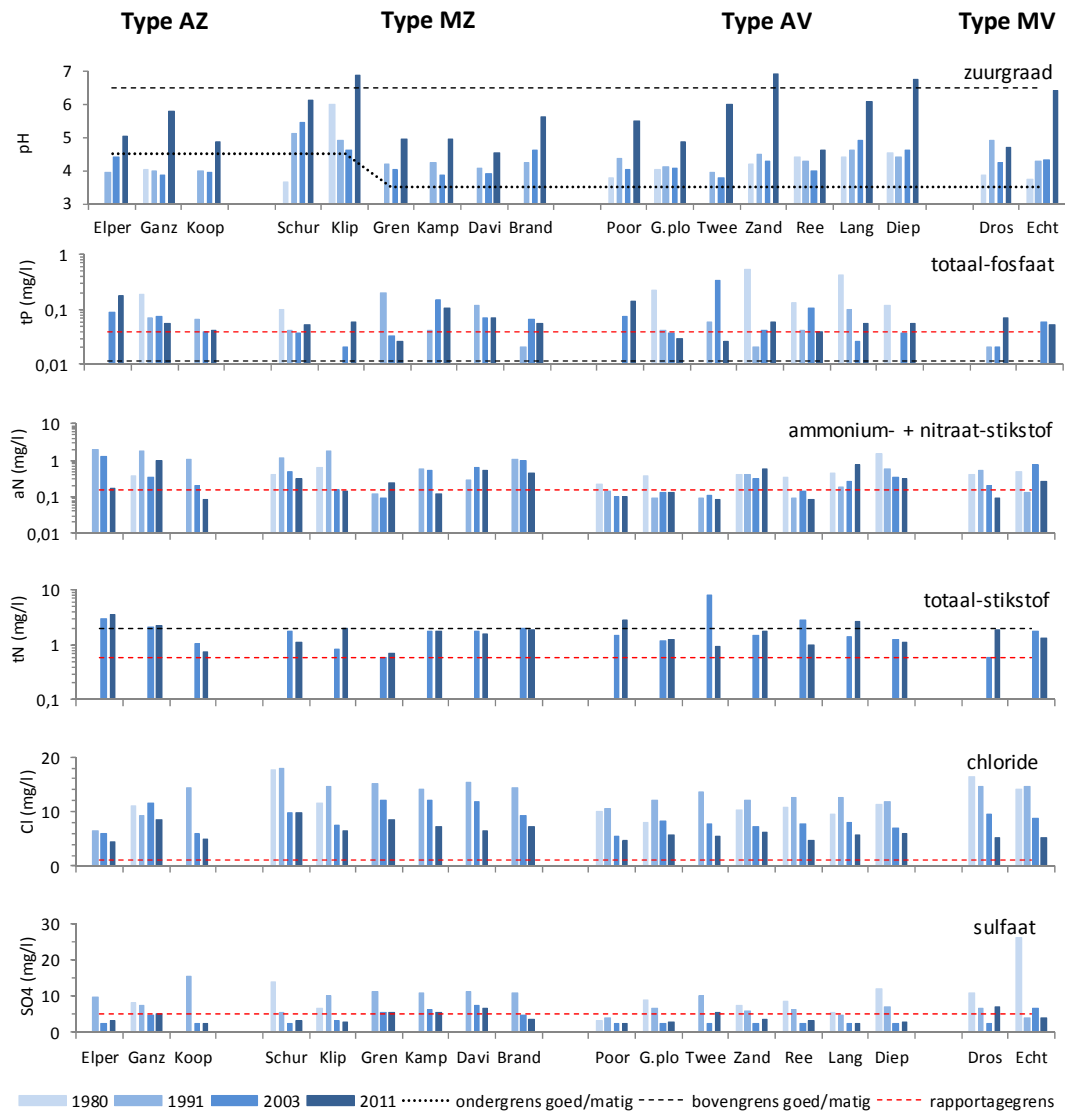 Type AZ Type MZ Type AV Type MV
zuurgraad
pH
7
6
5
4
3
Elper Ganz Koop Schur Klip Gren Kamp Davi Brand Poor G.plo Twee Zand Ree Lang Diep Dros Echt
totaal-fosfaat
tP (mg/l)
1
0,1
0,01
ammonium- + nitraat-stikstof
aN (mg/l)
10
1
0,1
0,01
totaal-stikstof
tN (mg/l)
10
1
0,1
chloride
Cl (mg/l)
20
10
0
sulfaat
SO4 (mg/l)
30
20
10
0
Elper Ganz Koop Schur Klip Gren Kamp Davi Brand Poor G.plo Twee Zand Ree Lang Diep Dros Echt
1980 1991 2003 2011 ondergrens goed/matig bovengrens goed/matig rapportagegrens